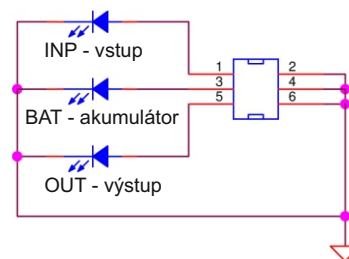 INP - vstup
1 2
3 4
5 6
BAT - akumulátor
OUT - výstup